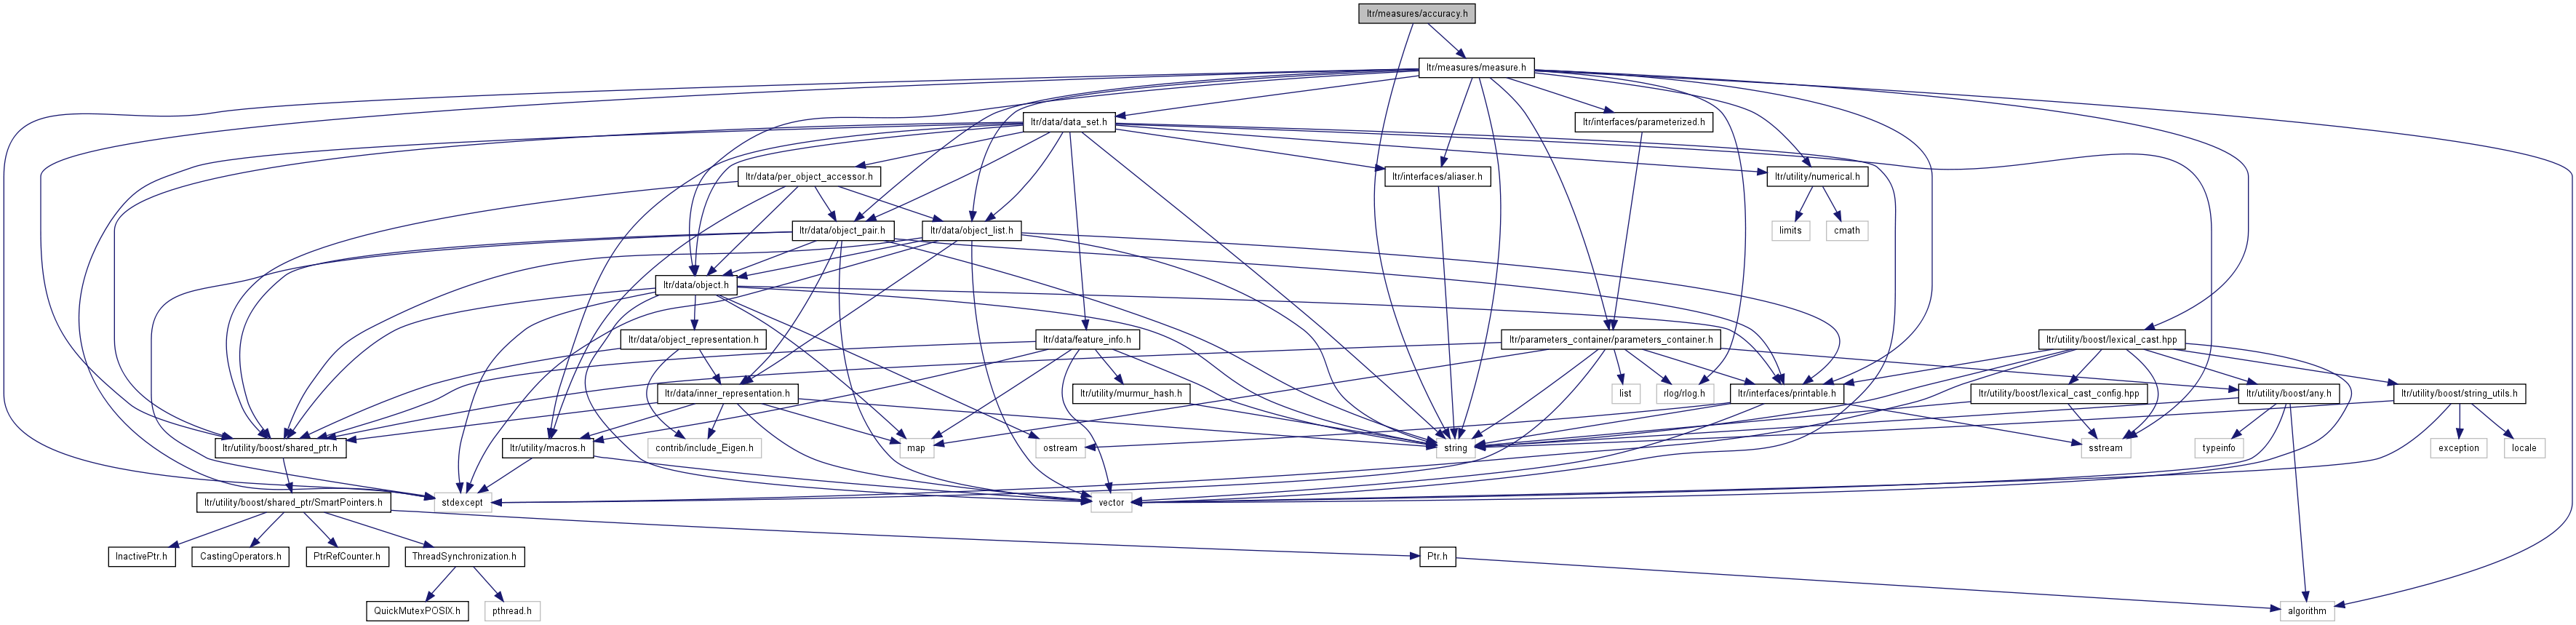 ltr/measures/accuracy.h
ltr/measures/measure.h
ltr/data/data_set.h
ltr/interfaces/parameterized.h
ltr/data/per_object_accessor.h
ltr/interfaces/aliaser.h
ltr/utility/numerical.h
ltr/data/object_pair.h
ltr/data/object_list.h
limits
cmath
ltr/data/object.h
ltr/data/object_representation.h
ltr/data/feature_info.h
ltr/parameters_container/parameters_container.h
ltr/utility/boost/lexical_cast.hpp
ltr/data/inner_representation.h
ltr/utility/murmur_hash.h
list
rlog/rlog.h
ltr/interfaces/printable.h
ltr/utility/boost/lexical_cast_config.hpp
ltr/utility/boost/any.h
ltr/utility/boost/string_utils.h
ltr/utility/boost/shared_ptr.h
ltr/utility/macros.h
contrib/include_Eigen.h
map
ostream
string
sstream
typeinfo
exception
locale
ltr/utility/boost/shared_ptr/SmartPointers.h
stdexcept
vector
InactivePtr.h
CastingOperators.h
PtrRefCounter.h
ThreadSynchronization.h
Ptr.h
QuickMutexPOSIX.h
pthread.h
algorithm